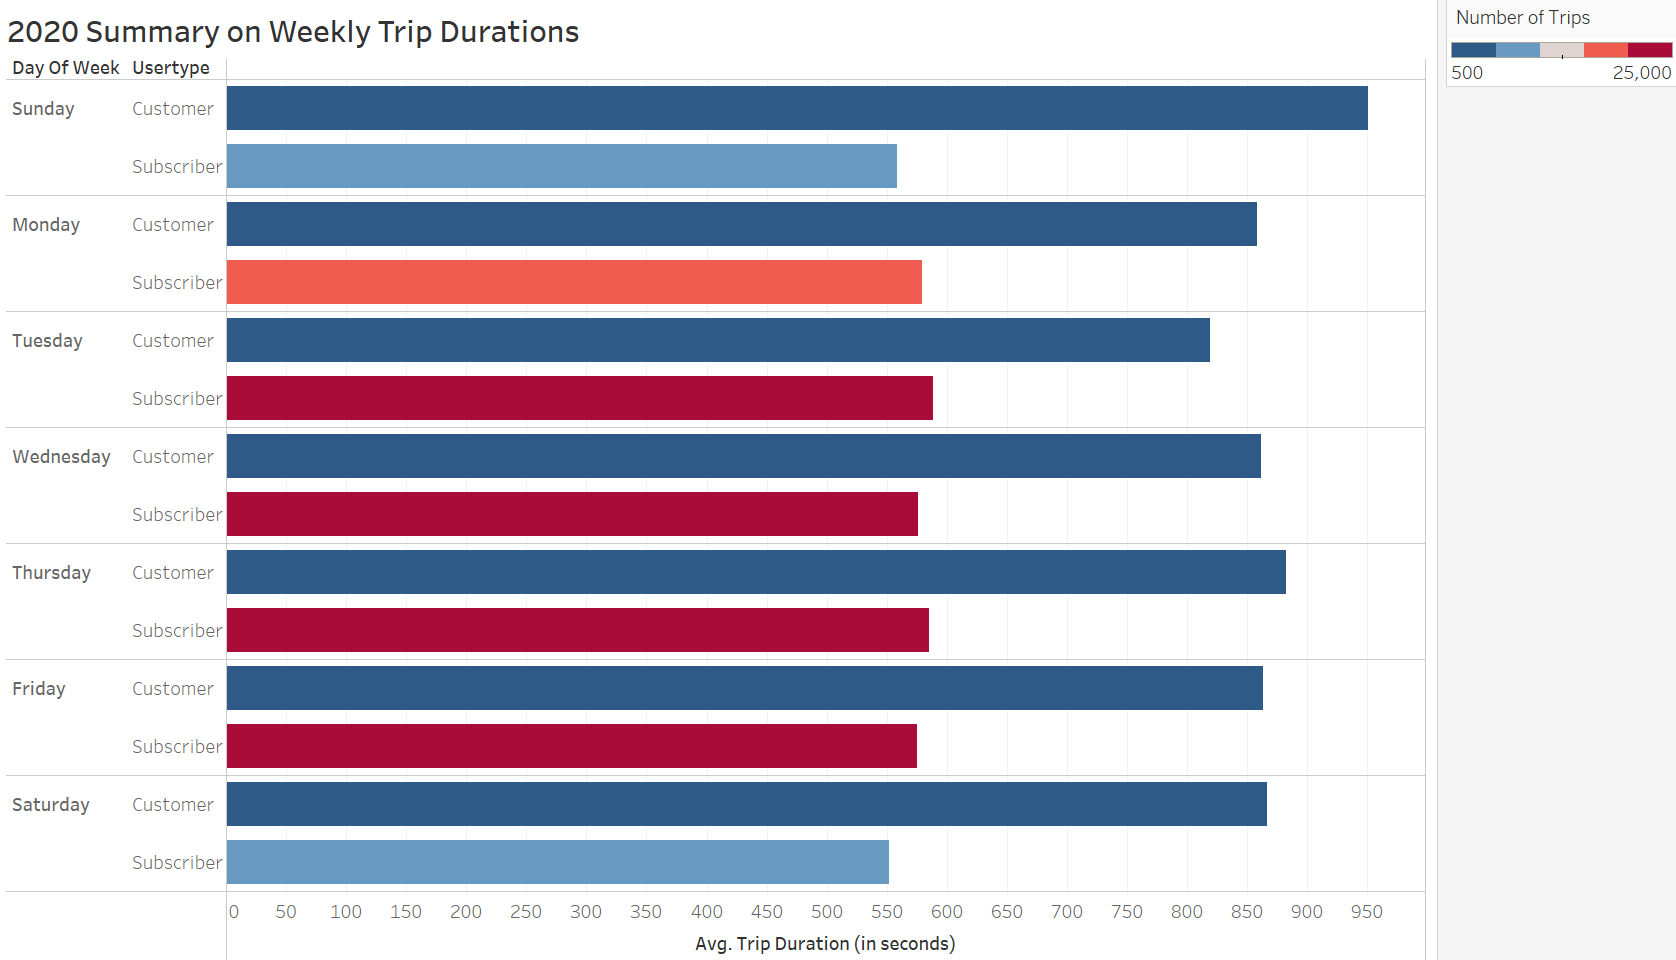 2020 Summary on Weekly Trip Durations
Day Of Week Usertype
Sunday Customer
Subscriber
Monday Customer
Subscriber
Tuesday Customer
Subscriber
Wednesday Customer
Subscriber
Thursday Customer
Subscriber
Friday Customer
Subscriber
Saturday Customer
Subscriber
0 50 100 150 200 250 300 350 400 450 500 550 600 650 700 750 800 850 900 950
Avg. Trip Duration (in seconds)
Number of Trips
500 25,000